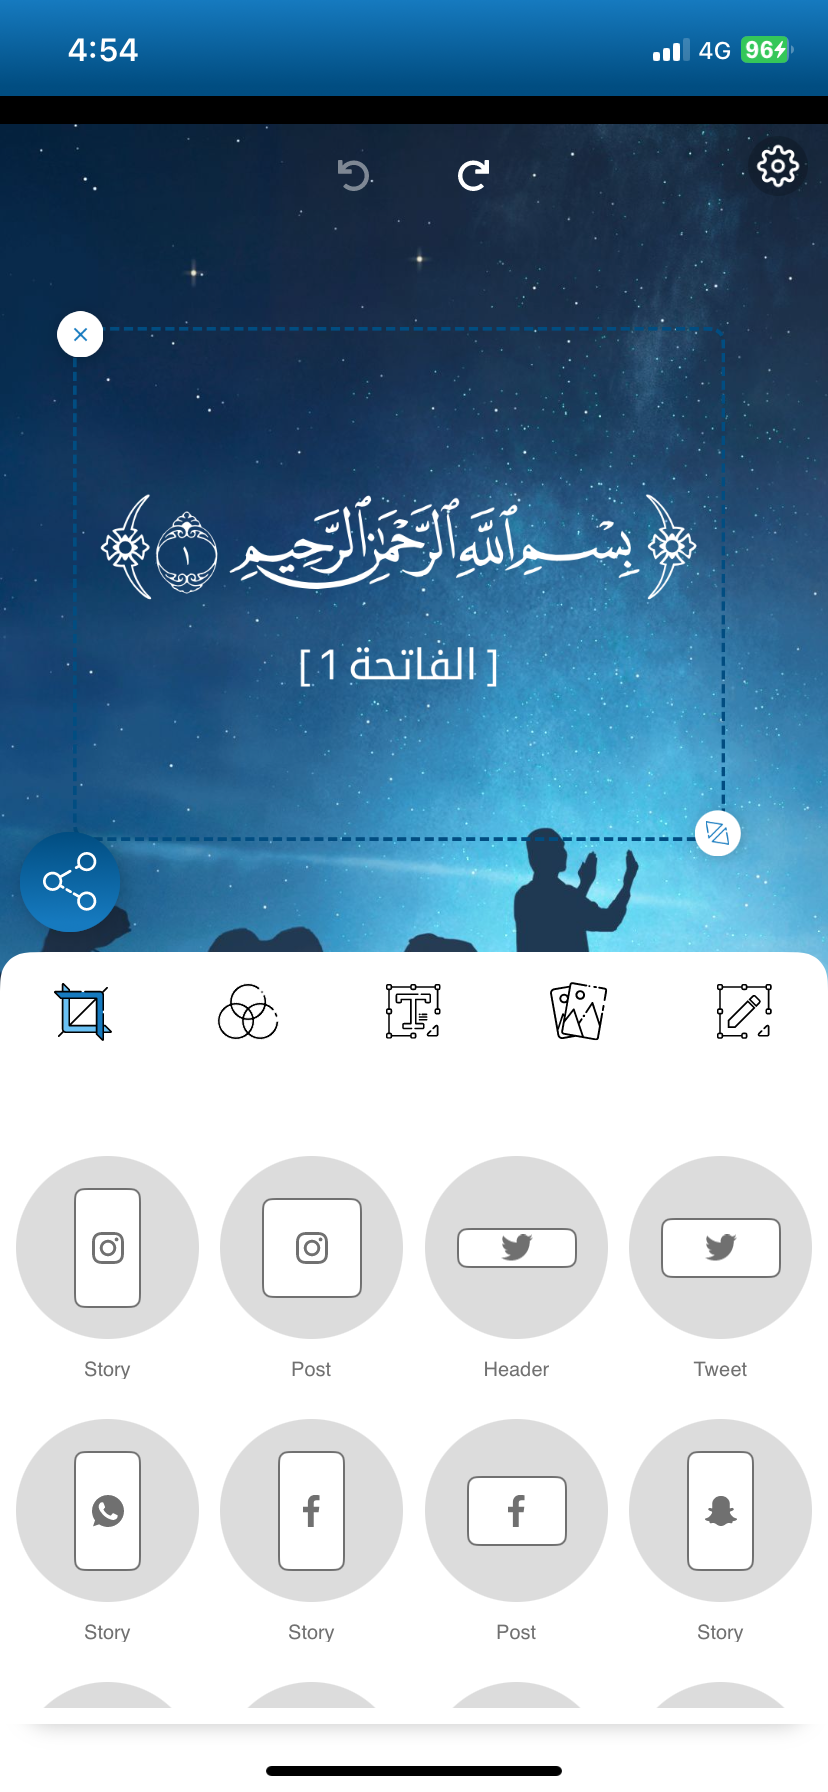 4:54 4G 96
﴿بِسْمِ ٱللَّهِ ٱلرَّحْمَٰنِ ٱلرَّحِيمِ ١﴾
[ الفاتحة 1 ]
Story Post Header Tweet
Story Story Post Story